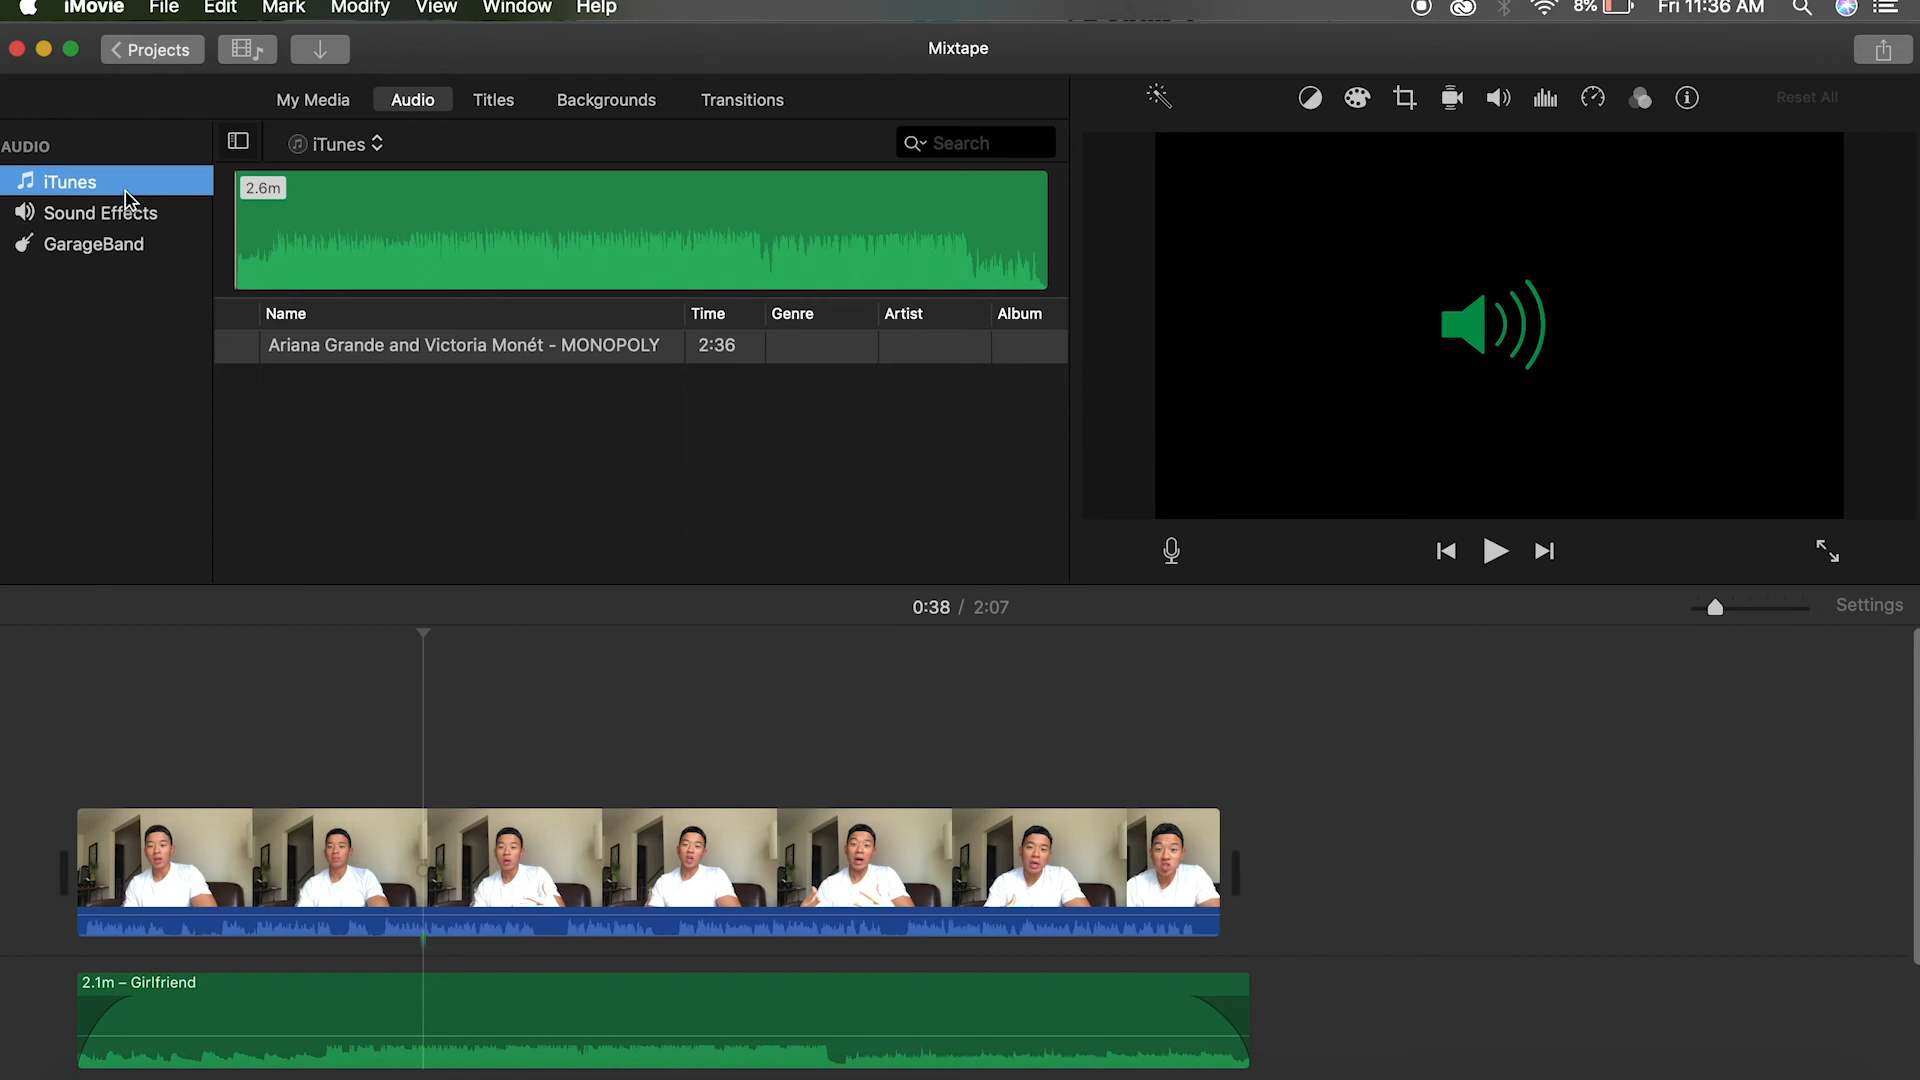 iMovie File Edit Mark Modify View Window Help 8% Fri 11:36 AM
Projects Mixtape
My Media Audio Titles Backgrounds Transitions Reset All
AUDIO iTunes Search
iTunes
Sound Effects
GarageBand
2.6m
Name Time Genre Artist Album
Ariana Grande and Victoria Monét - MONOPOLY 2:36
0:38 / 2:07 Settings
2.1m – Girlfriend